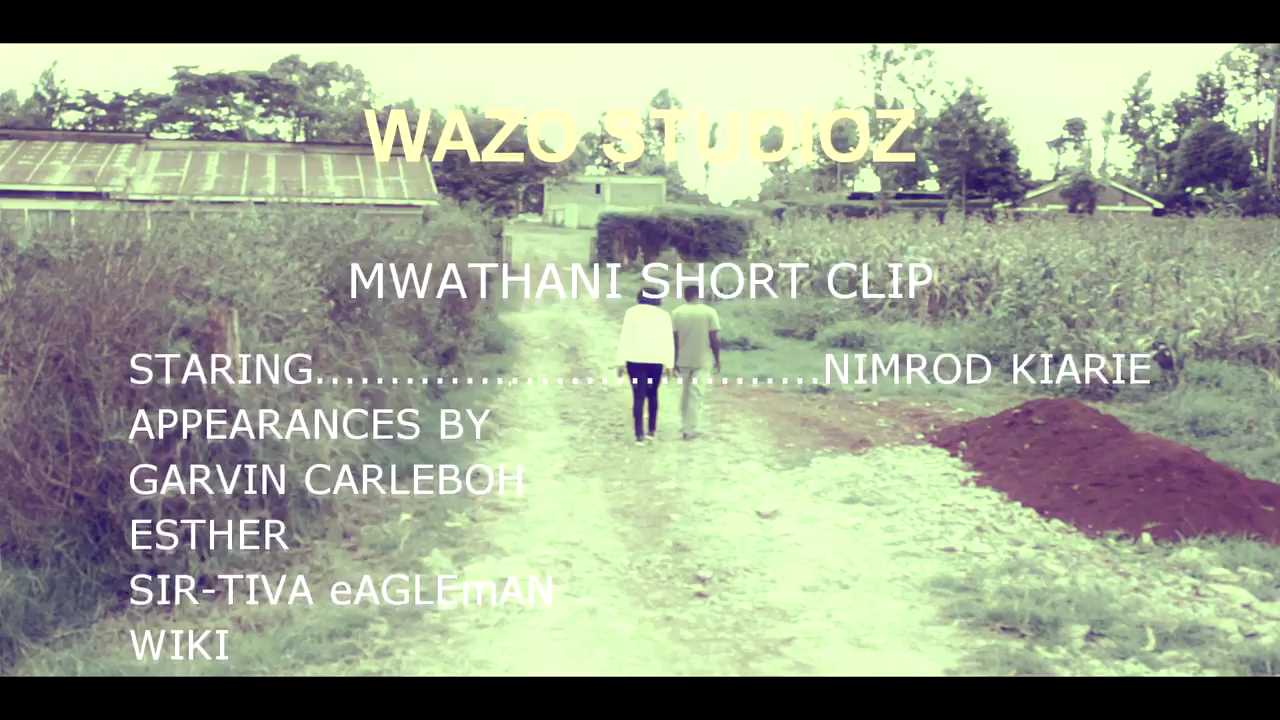 WAZO STUDIOZ
MWATHANI SHORT CLIP
STARING..................................NIMROD KIARIE
APPEARANCES BY
GARVIN CARLEBOH
ESTHER
SIR-TIVA eAGLEmAN
WIKI